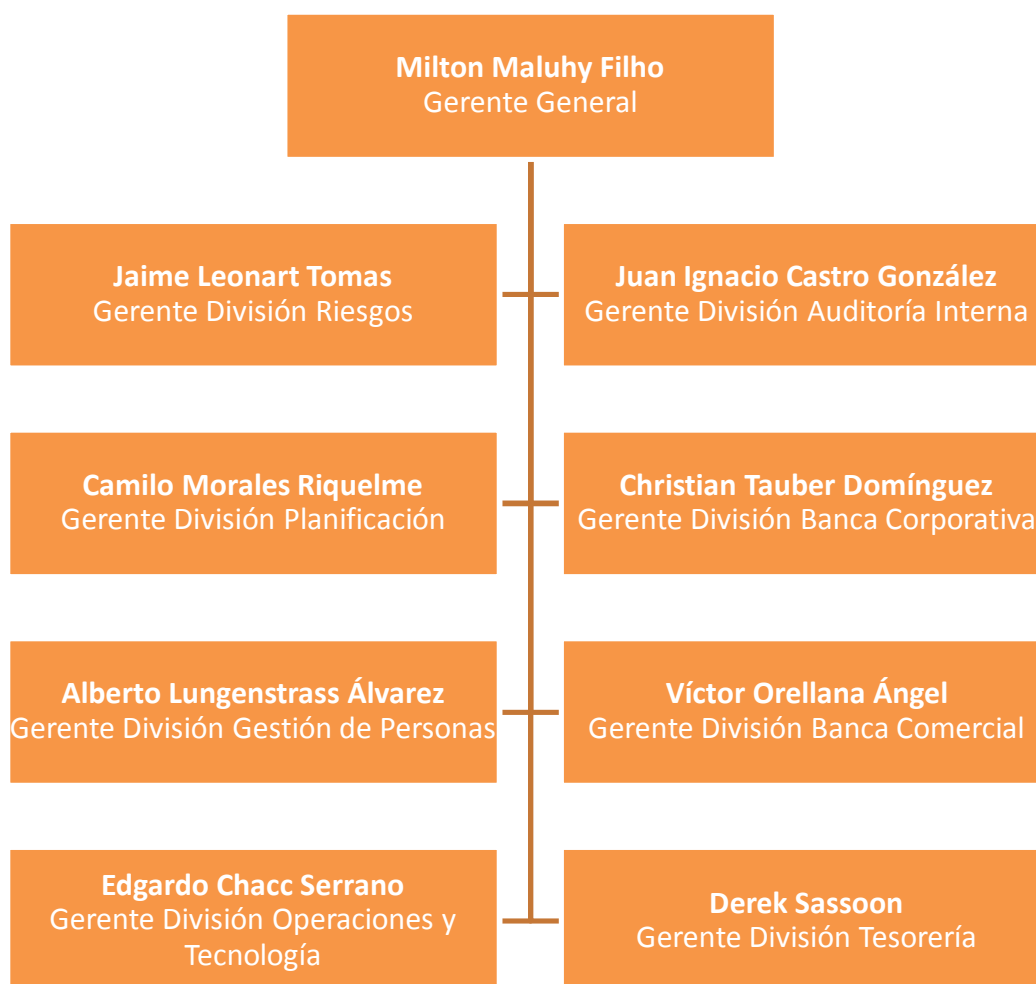 Milton Maluhy Filho
Gerente General
Jaime Leonart Tomas
Gerente División Riesgos
Juan Ignacio Castro González
Gerente División Auditoría Interna
Camilo Morales Riquelme
Gerente División Planificación
Christian Tauber Domínguez
Gerente División Banca Corporativa
Alberto Lungenstrass Álvarez
Gerente División Gestión de Personas
Víctor Orellana Ángel
Gerente División Banca Comercial
Edgardo Chacc Serrano
Gerente División Operaciones y
Tecnología
Derek Sassoon
Gerente División Tesorería